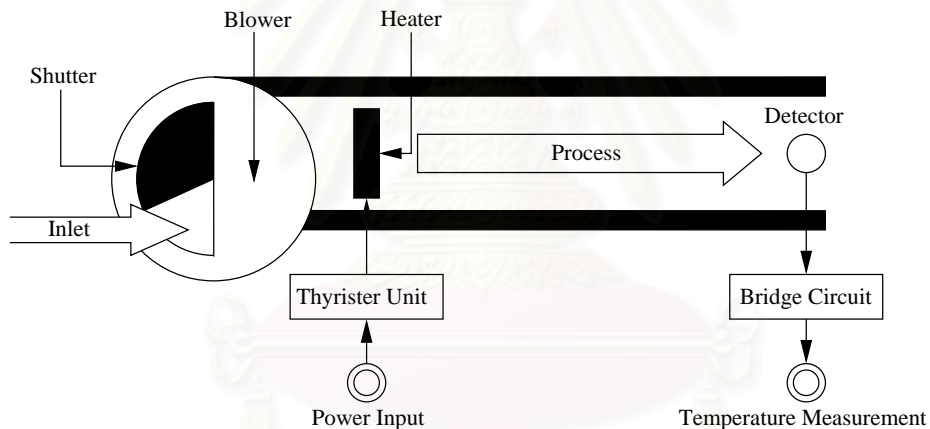 Blower
Heater
Shutter
Detector
Process
Inlet
Thyrister Unit
Bridge Circuit
Power Input
Temperature Measurement